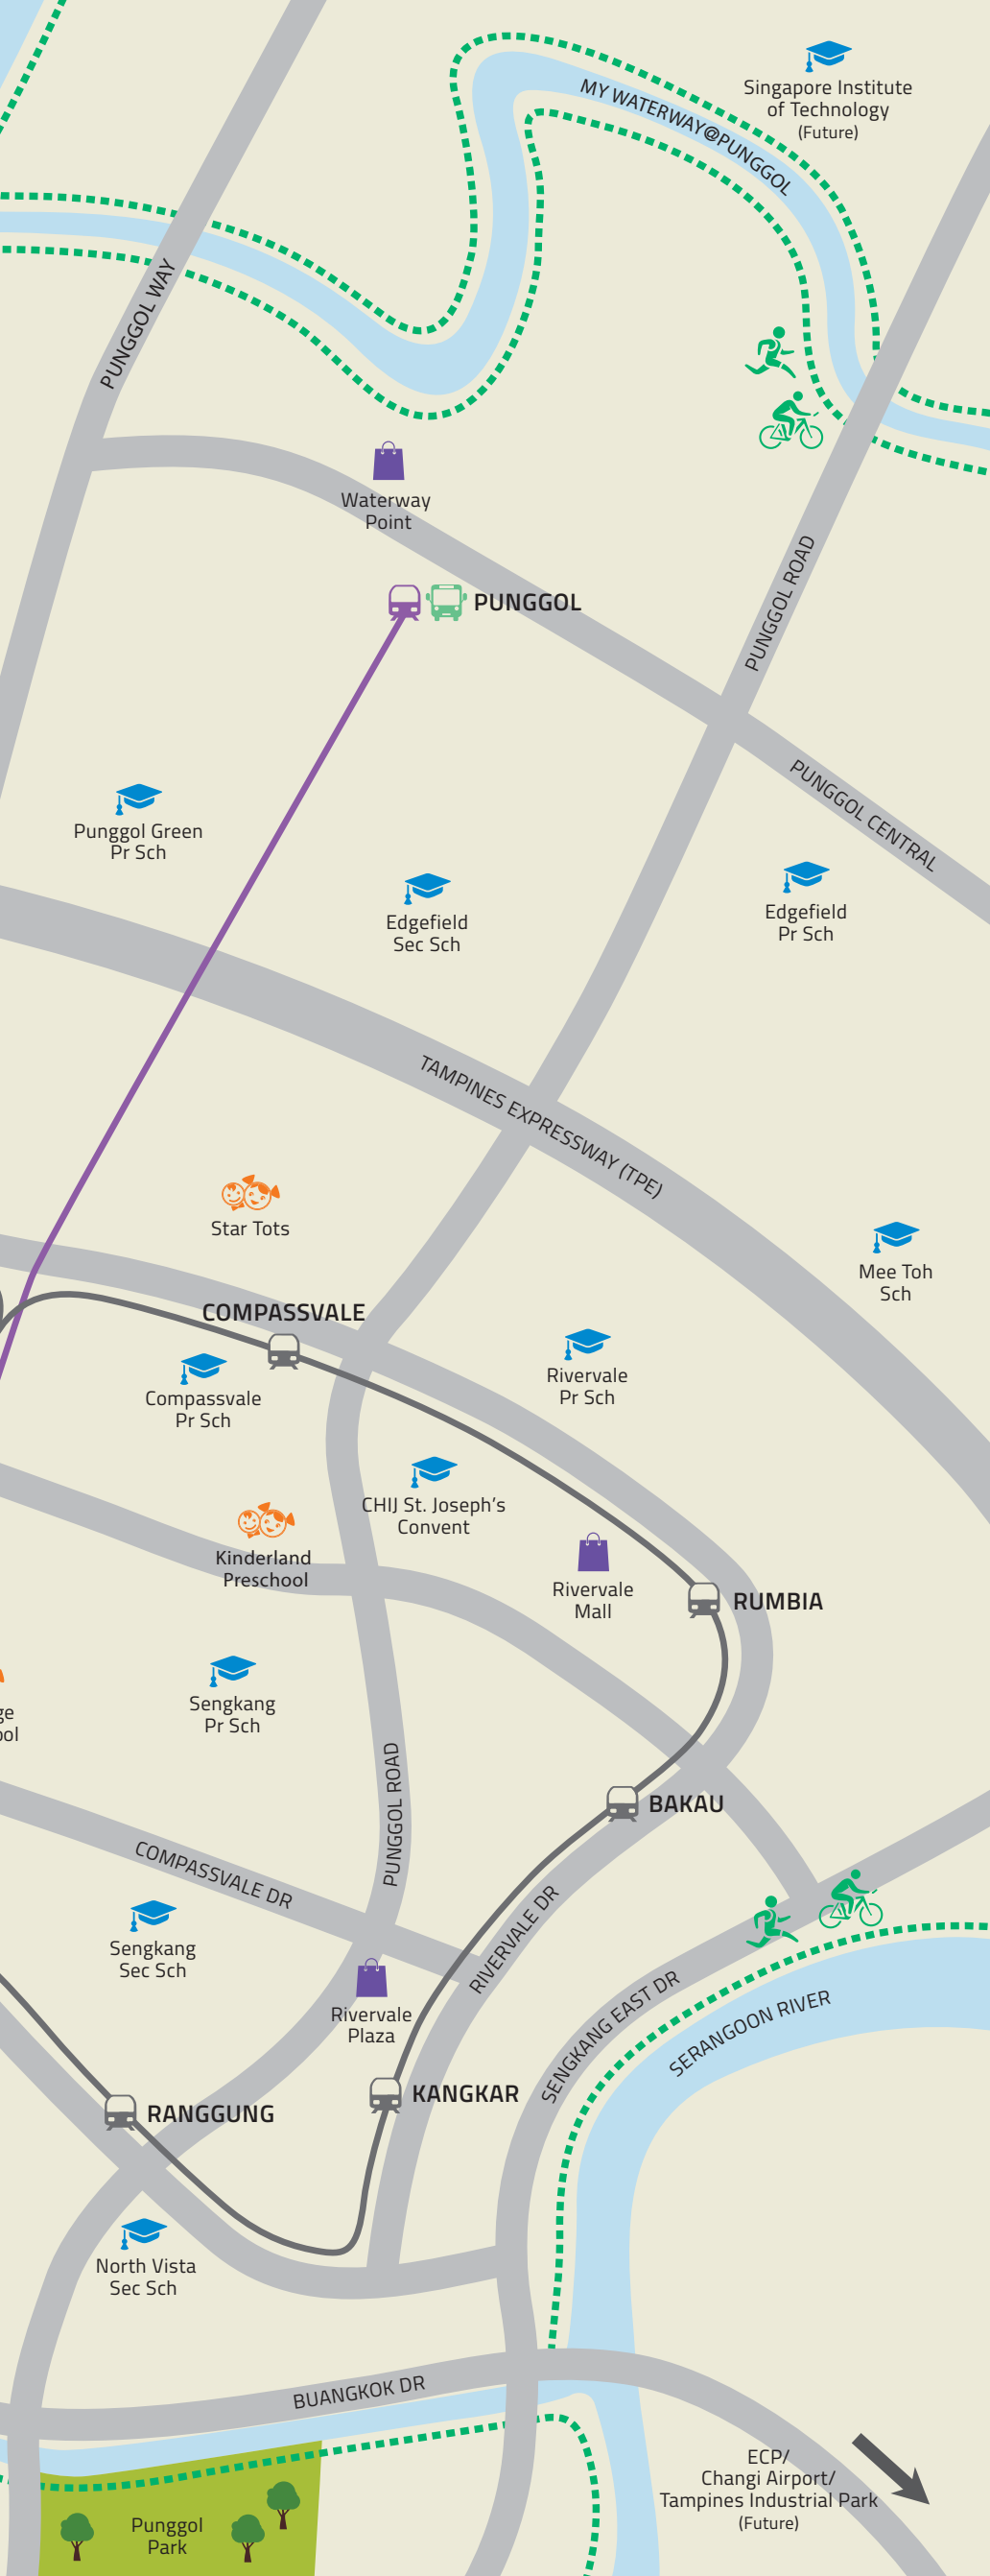 Singapore Institute
of Technology
(Future)
MY WATERWAY@PUNGGOL
PUNGGOL WAY
Waterway
Point
PUNGGOL
PUNGGOL ROAD
PUNGGOL CENTRAL
Punggol Green
Pr Sch
Edgefield
Sec Sch
Edgefield
Pr Sch
TAMPINES EXPRESSWAY (TPE)
Star Tots
Mee Toh
Sch
COMPASSVALE
Rivervale
Pr Sch
Compassvale
Pr Sch
CHIJ St. Joseph's
Convent
Kinderland
Preschool
Rivervale
Mall
RUMBIA
Sengkang
Pr Sch
PUNGGOL ROAD
BAKAU
COMPASSVALE DR
RIVERVALE DR
Sengkang
Sec Sch
Rivervale
Plaza
SENGKANG EAST DR
SERANGOON RIVER
KANGKAR
RANGGUNG
North Vista
Sec Sch
BUANGKOK DR
ECP/
Changi Airport/
Tampines Industrial Park
(Future)
Punggol
Park